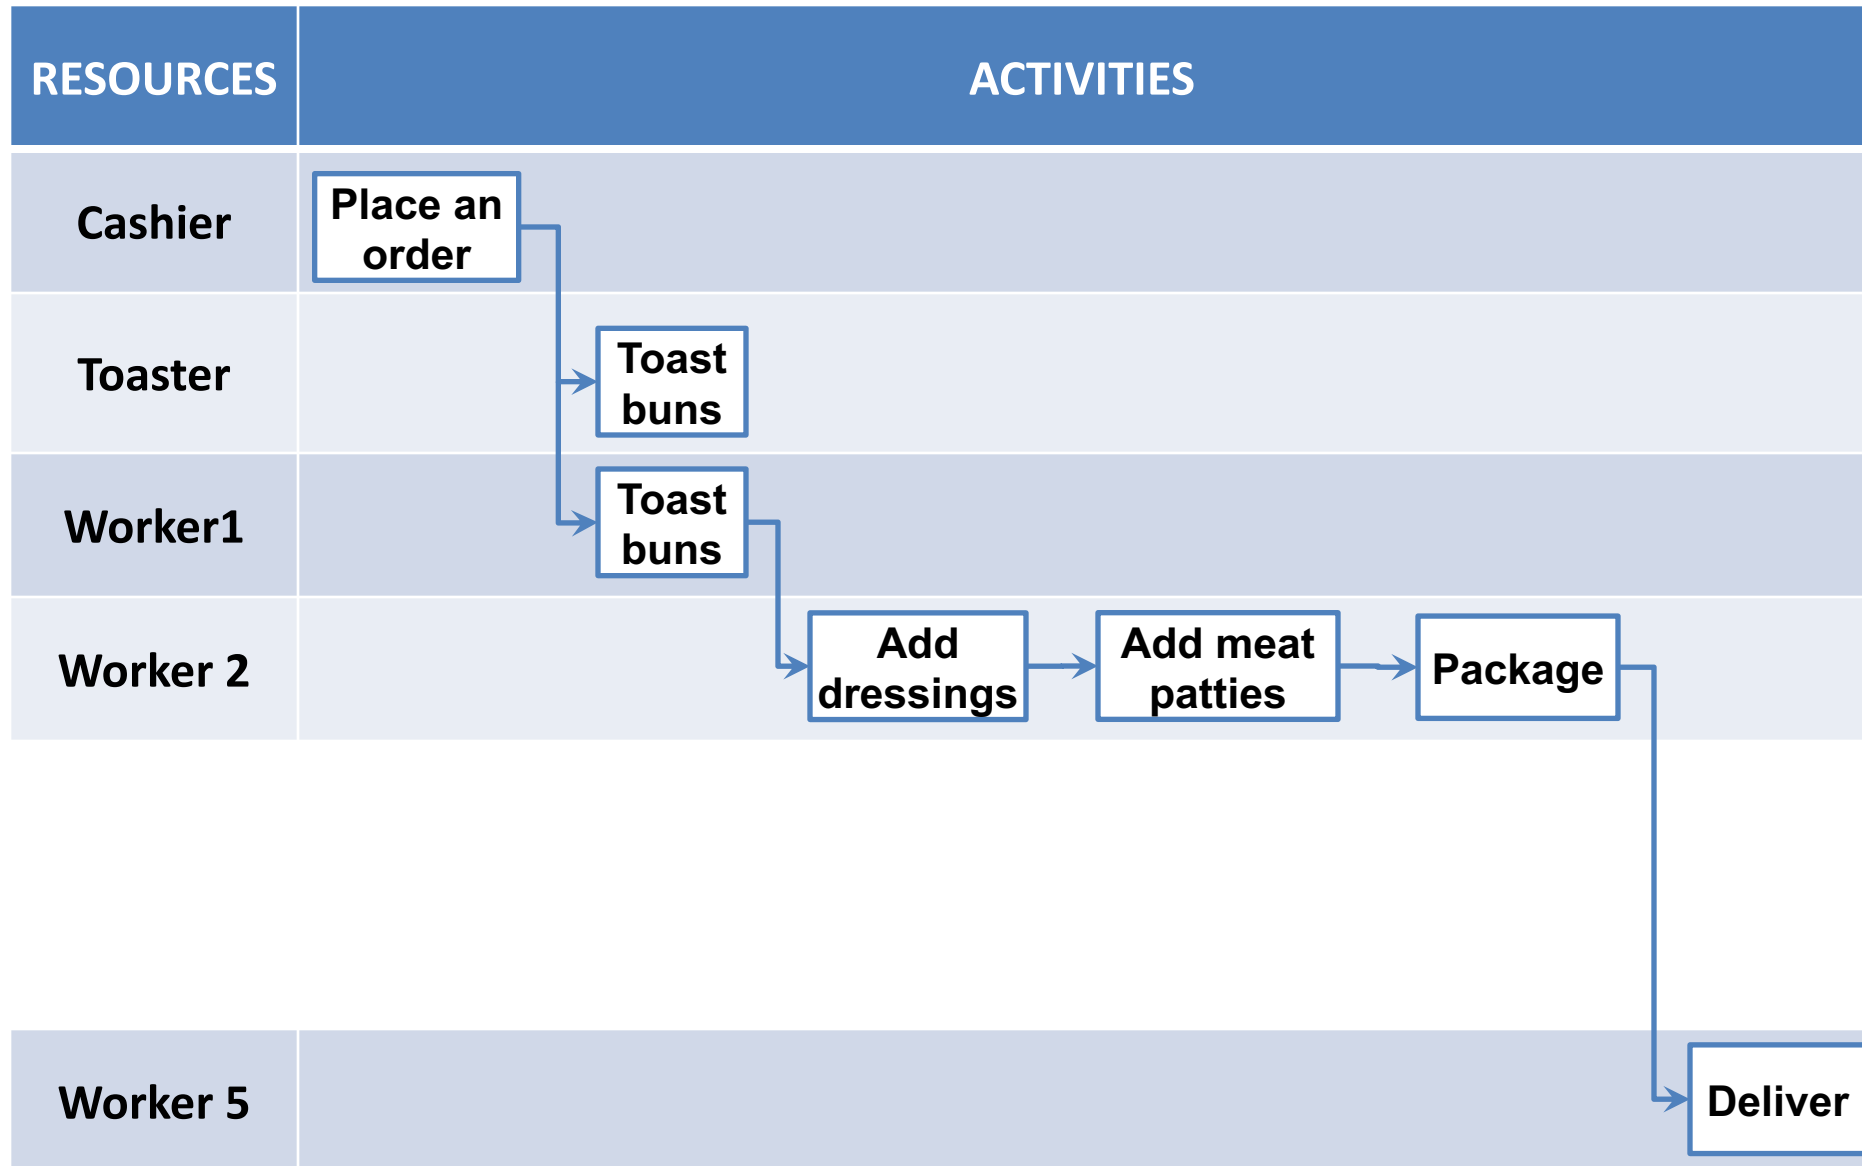 RESOURCES
ACTIVITIES
Cashier
Place an
order
Toaster
Toast
buns
Worker1
Toast
buns
Worker 2
Add
dressings
Add meat
patties
Package
Worker 5
Deliver